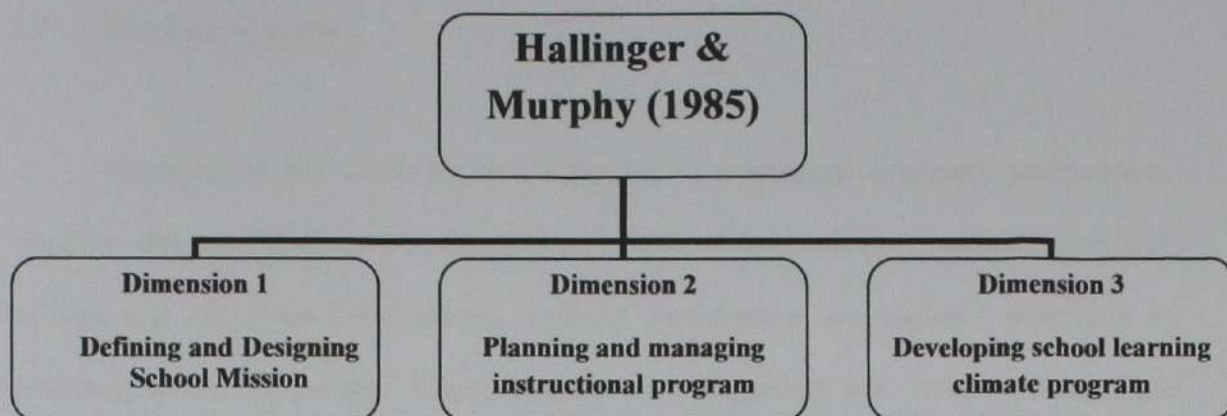 Hallinger &
Murphy (1985)
Dimension 1
Defining and Designing
School Mission
Dimension 2
Planning and managing
instructional program
Dimension 3
Developing school learning
climate program